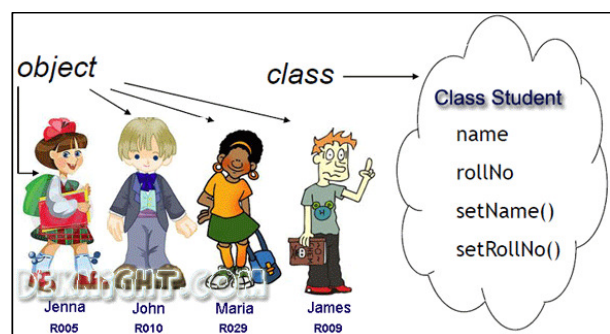 object
class
Class Student
name
rollNo
setName()
setRollNo()
Jenna
John
Maria
James
R005
R010
R029
R009